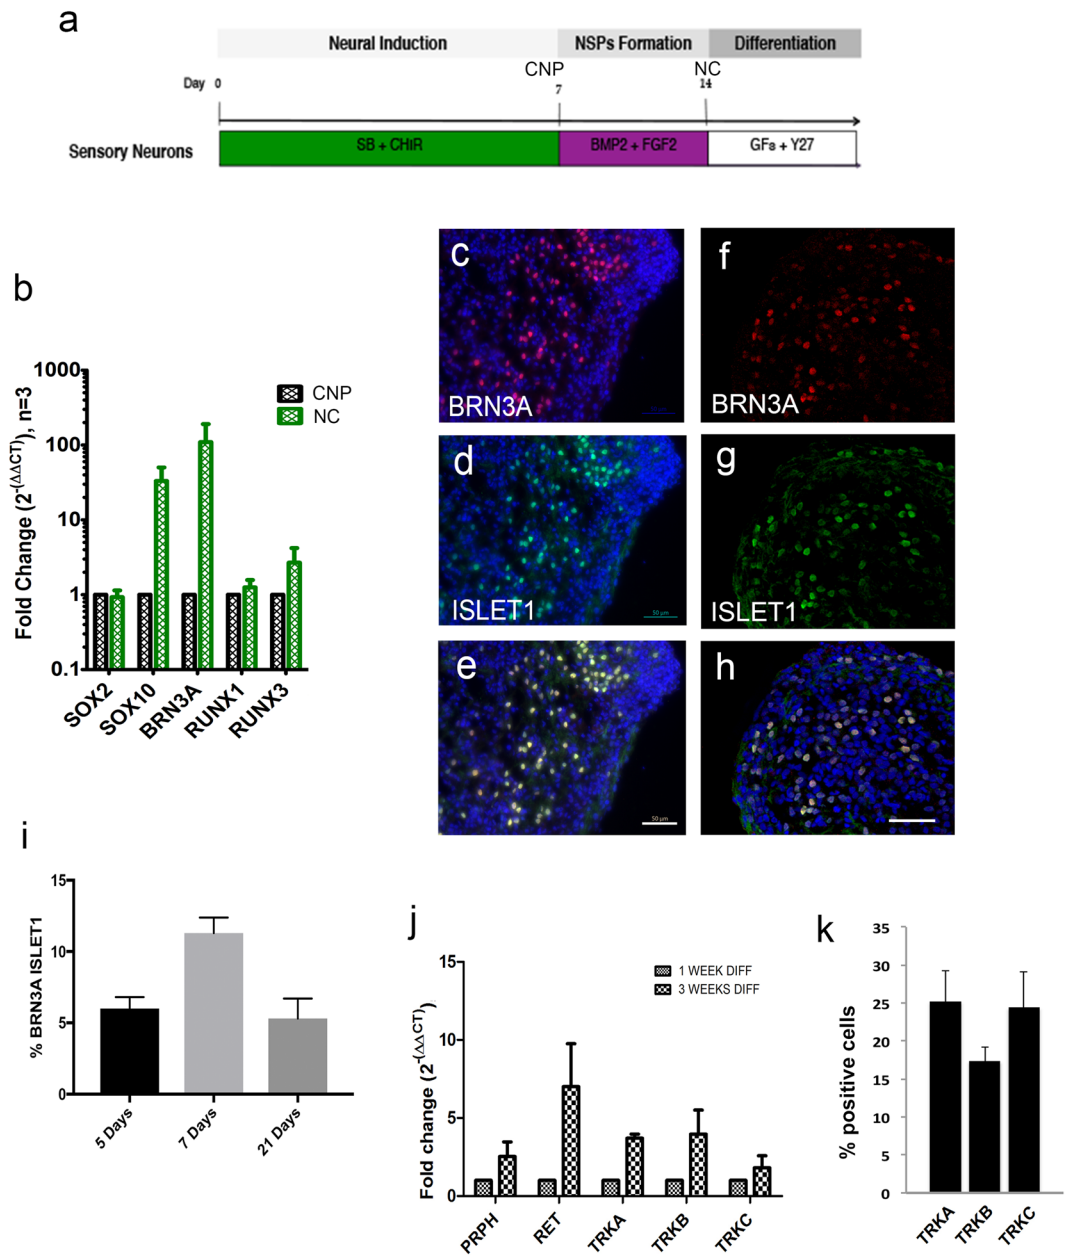 a
Neural Induction
NSPs Formation
Differentiation
CNP
NC
Day
0
7
14
Sensory Neurons
SB + CHIR
BMP2 + FGF2
GFs + Y27
b
Fold Change (2-(ΔΔCT)), n=3
1000
100
10
1
0.1
CNP
NC
SOX2
SOX10
BRN3A
RUNX1
RUNX3
c
BRN3A
d
ISLET1
50 µm
e
50 µm
f
BRN3A
g
ISLET1
h
i
% BRN3A ISLET1
15
10
5
0
5 Days
7 Days
21 Days
j
Fold change (2-(ΔΔCT))
15
10
5
0
1 WEEK DIFF
3 WEEKS DIFF
PRPH
RET
TRKA
TRKB
TRKC
k
% positive cells
35
30
25
20
15
10
5
0
TRKA
TRKB
TRKC